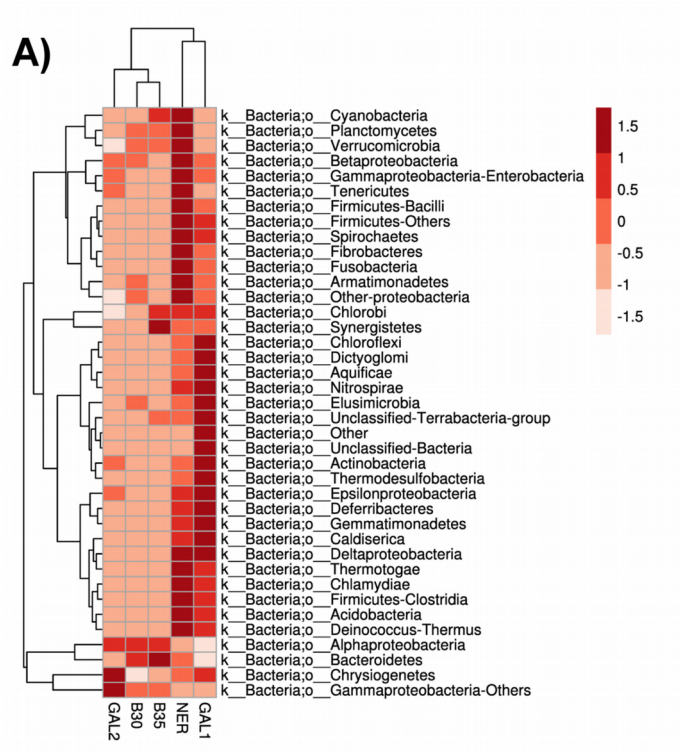 A)
k__Bacteria;o__Cyanobacteria
k__Bacteria;o__Planctomycetes
k__Bacteria;o__Verrucomicrobia
k__Bacteria;o__Betaproteobacteria
k__Bacteria;o__Gammaproteobacteria-Enterobacteria
k__Bacteria;o__Tenericutes
k__Bacteria;o__Firmicutes-Bacilli
k__Bacteria;o__Firmicutes-Others
k__Bacteria;o__Spirochaetes
k__Bacteria;o__Fibrobacteres
k__Bacteria;o__Fusobacteria
k__Bacteria;o__Armatimonadetes
k__Bacteria;o__Other-proteobacteria
k__Bacteria;o__Chlorobi
k__Bacteria;o__Synergistetes
k__Bacteria;o__Chloroflexi
k__Bacteria;o__Dictyoglomi
k__Bacteria;o__Aquificae
k__Bacteria;o__Nitrospirae
k__Bacteria;o__Elusimicrobia
k__Bacteria;o__Unclassified-Terrabacteria-group
k__Bacteria;o__Other
k__Bacteria;o__Unclassified-Bacteria
k__Bacteria;o__Actinobacteria
k__Bacteria;o__Thermodesulfobacteria
k__Bacteria;o__Epsilonproteobacteria
k__Bacteria;o__Deferribacteres
k__Bacteria;o__Gemmatimonadetes
k__Bacteria;o__Caldiserica
k__Bacteria;o__Deltaproteobacteria
k__Bacteria;o__Thermotogae
k__Bacteria;o__Chlamydiae
k__Bacteria;o__Firmicutes-Clostridia
k__Bacteria;o__Acidobacteria
k__Bacteria;o__Deinococcus-Thermus
k__Bacteria;o__Alphaproteobacteria
k__Bacteria;o__Bacteroidetes
k__Bacteria;o__Chrysiogenetes
k__Bacteria;o__Gammaproteobacteria-Others
GAL2
B30
B35
NER
GAL1
1.5
1
0.5
0
-0.5
-1
-1.5